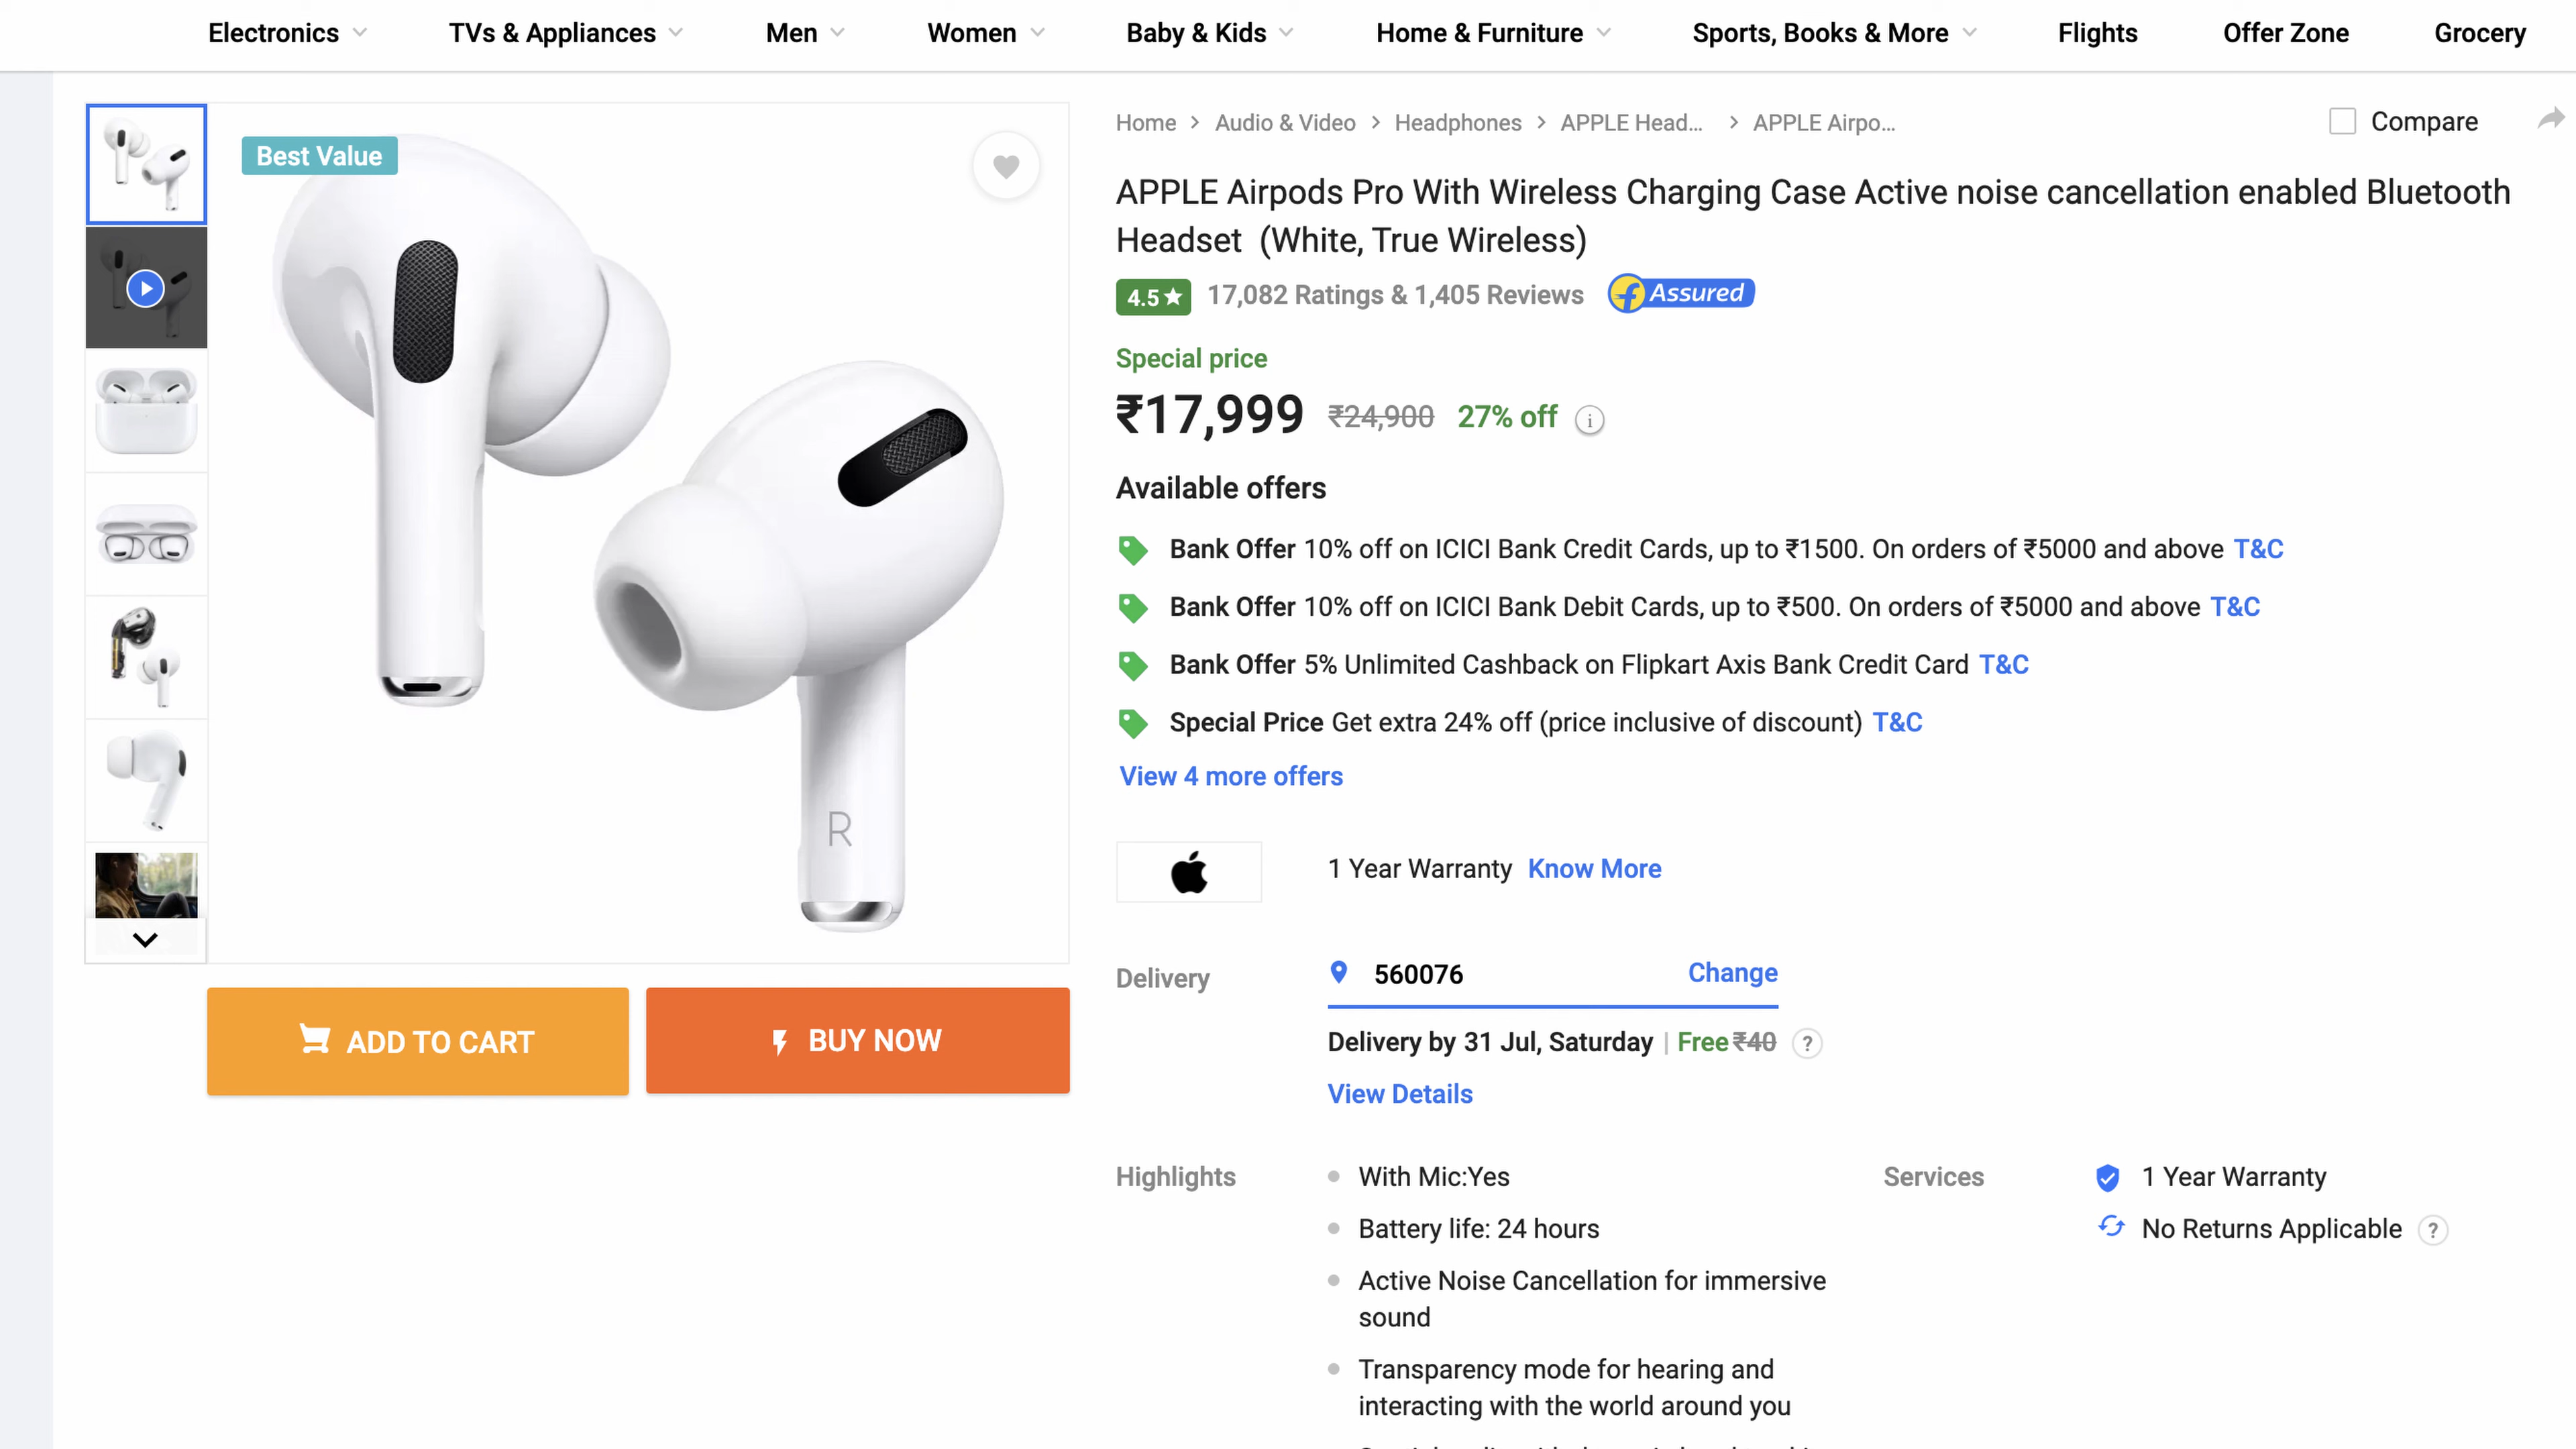 Electronics TVs & Appliances Men Women Baby & Kids Home & Furniture Sports, Books & More Flights Offer Zone Grocery
Best Value
Home > Audio & Video > Headphones > APPLE Head... > APPLE Airpo...
Compare
APPLE Airpods Pro With Wireless Charging Case Active noise cancellation enabled Bluetooth
Headset (White, True Wireless)
4.5★ 17,082 Ratings & 1,405 Reviews Assured
Special price
₹17,999 ₹24,900 27% off i
Available offers
Bank Offer 10% off on ICICI Bank Credit Cards, up to ₹1500. On orders of ₹5000 and above T&C
Bank Offer 10% off on ICICI Bank Debit Cards, up to ₹500. On orders of ₹5000 and above T&C
Bank Offer 5% Unlimited Cashback on Flipkart Axis Bank Credit Card T&C
Special Price Get extra 24% off (price inclusive of discount) T&C
View 4 more offers
R
1 Year Warranty Know More
Delivery 560076 Change
Delivery by 31 Jul, Saturday | Free ₹40 ?
View Details
ADD TO CART
BUY NOW
Highlights
With Mic:Yes
Battery life: 24 hours
Active Noise Cancellation for immersive
sound
Transparency mode for hearing and
interacting with the world around you
Services
1 Year Warranty
No Returns Applicable ?